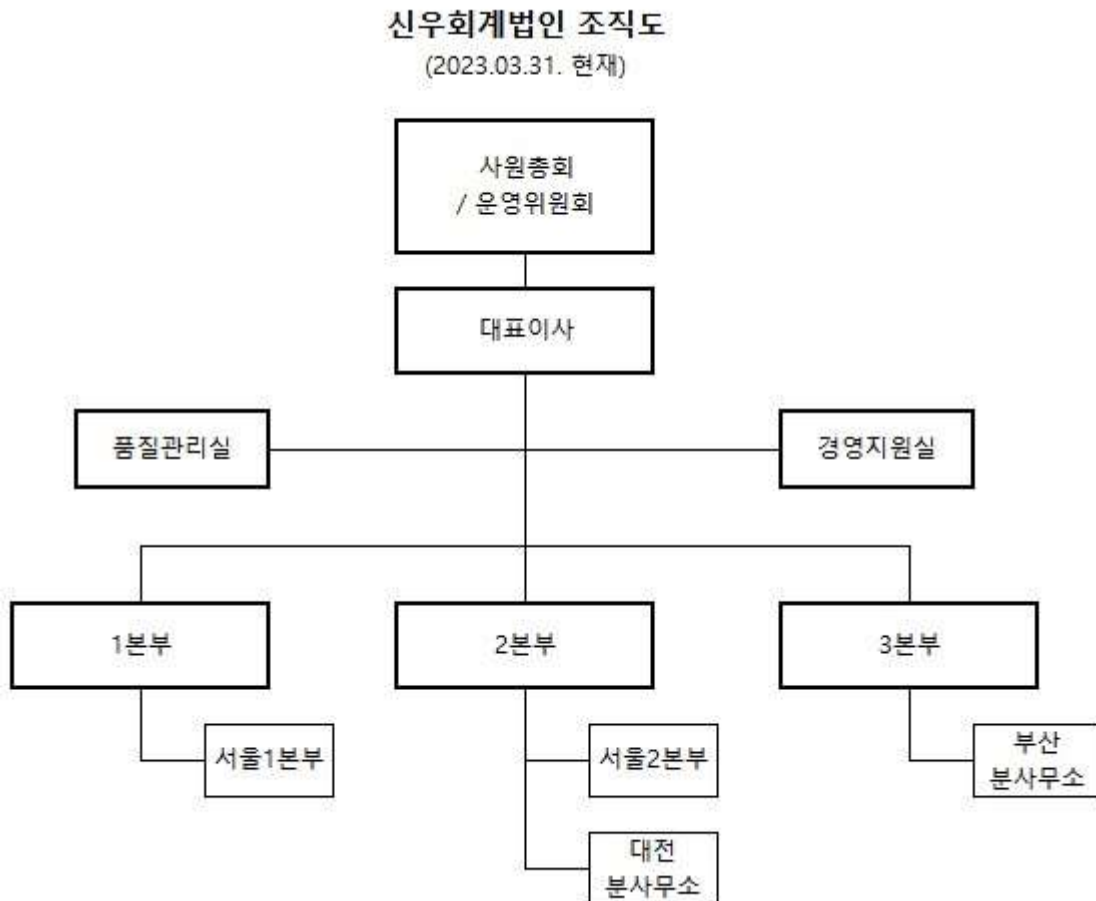 신우회계법인 조직도
(2023.03.31. 현재)
사원총회
/ 운영위원회
대표이사
품질관리실
경영지원실
1본부
2본부
3본부
서울1본부
서울2본부
부산
분사무소
대전
분사무소